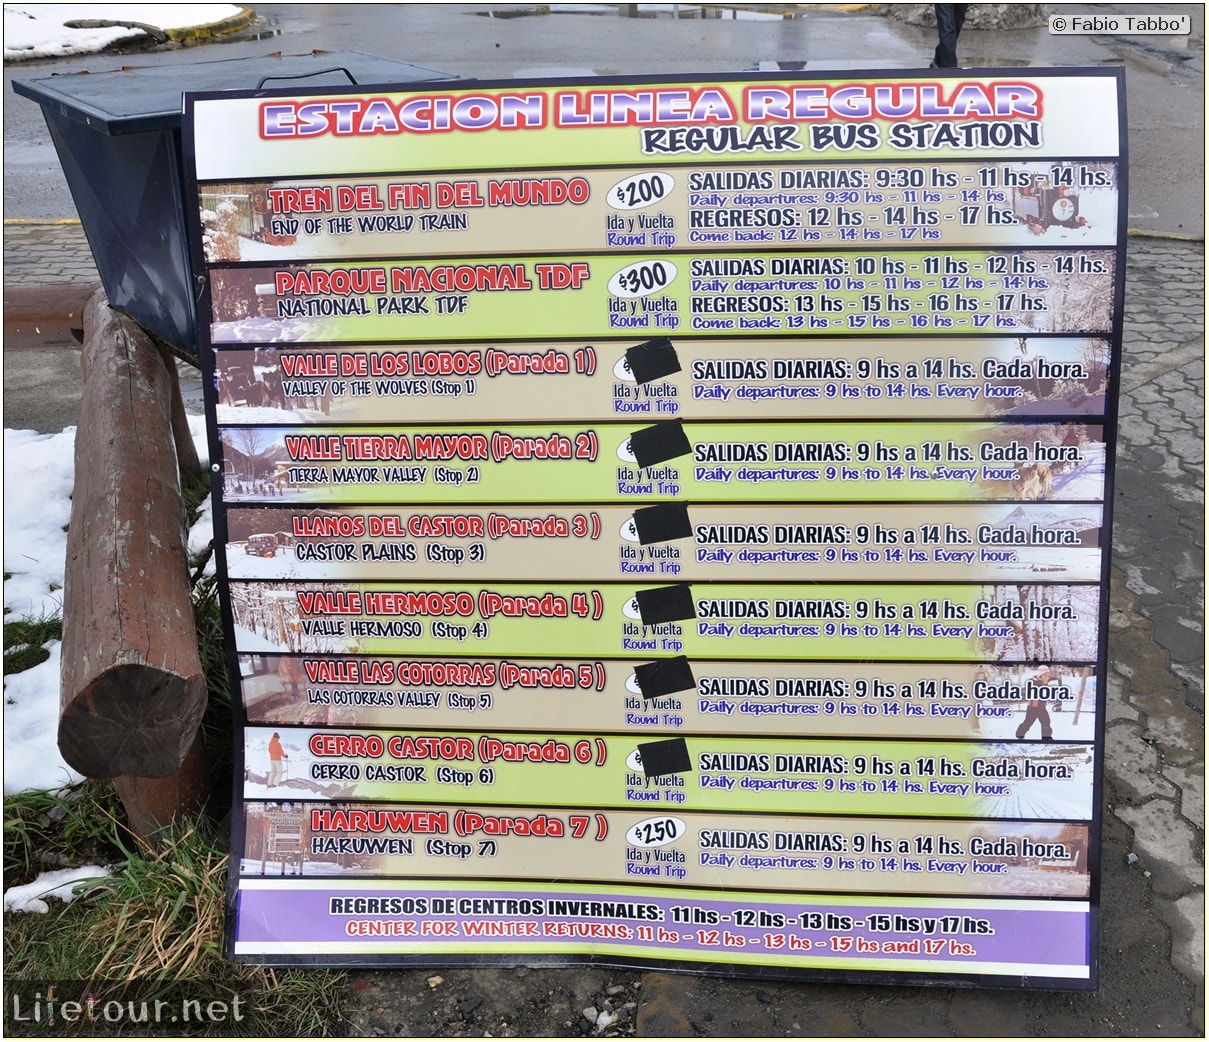 © Fabio Tabbo'
ESTACION LINEA REGULAR
REGULAR BUS STATION
TREN DEL FIN DEL MUNDO
END OF THE WORLD TRAIN
$200
Ida y Vuelta
Round Trip
SALIDAS DIARIAS: 9:30 hs - 11 hs - 14 hs.
Daily departures: 9:30 hs - 11 hs - 14 hs
REGRESOS: 12 hs - 14 hs - 17 hs.
Come back: 12 hs - 14 hs - 17 hs
PARQUE NACIONAL TDF
NATIONAL PARK TDF
$300
Ida y Vuelta
Round Trip
SALIDAS DIARIAS: 10 hs - 11 hs - 12 hs - 14 hs.
Daily departures: 10 hs - 11 hs - 12 hs - 14 hs.
REGRESOS: 13 hs - 15 hs - 16 hs - 17 hs.
Come back: 13 hs - 15 hs - 16 hs - 17 hs.
VALLE DE LOS LOBOS (Parada 1)
VALLEY OF THE WOLVES (Stop 1)
Ida y Vuelta
Round Trip
SALIDAS DIARIAS: 9 hs a 14 hs. Cada hora.
Daily departures: 9 hs to 14 hs. Every hour.
VALLE TIERRA MAYOR (Parada 2)
TIERRA MAYOR VALLEY (Stop 2)
$
Ida y Vuelta
Round Trip
SALIDAS DIARIAS: 9 hs a 14 hs. Cada hora.
Daily departures: 9 hs to 14 hs. Every hour.
LLANOS DEL CASTOR (Parada 3 )
CASTOR PLAINS (Stop 3)
$
Ida y Vuelta
Round Trip
SALIDAS DIARIAS: 9 hs a 14 hs. Cada hora.
Daily departures: 9 hs to 14 hs. Every hour.
VALLE HERMOSO (Parada 4 )
VALLE HERMOSO (Stop 4)
$
Ida y Vuelta
Round Trip
SALIDAS DIARIAS: 9 hs a 14 hs. Cada hora.
Daily departures: 9 hs to 14 hs. Every hour.
VALLE LAS COTORRAS (Parada 5 )
LAS COTORRAS VALLEY (Stop 5)
$
Ida y Vuelta
Round Trip
SALIDAS DIARIAS: 9 hs a 14 hs. Cada hora.
Daily departures: 9 hs to 14 hs. Every hour.
CERRO CASTOR (Parada 6 )
CERRO CASTOR (Stop 6)
$
Ida y Vuelta
Round Trip
SALIDAS DIARIAS: 9 hs a 14 hs. Cada hora.
Daily departures: 9 hs to 14 hs. Every hour.
HARUWEN (Parada 7 )
HARUWEN (Stop 7)
$250
Ida y Vuelta
Round Trip
SALIDAS DIARIAS: 9 hs a 14 hs. Cada hora.
Daily departures: 9 hs to 14 hs. Every hour.
REGRESOS DE CENTROS INVERNALES: 11 hs - 12 hs - 13 hs - 15 hs y 17 hs.
CENTER FOR WINTER RETURNS: 11 hs - 12 hs - 13 hs - 15 hs and 17 hs.
Lifetour.net